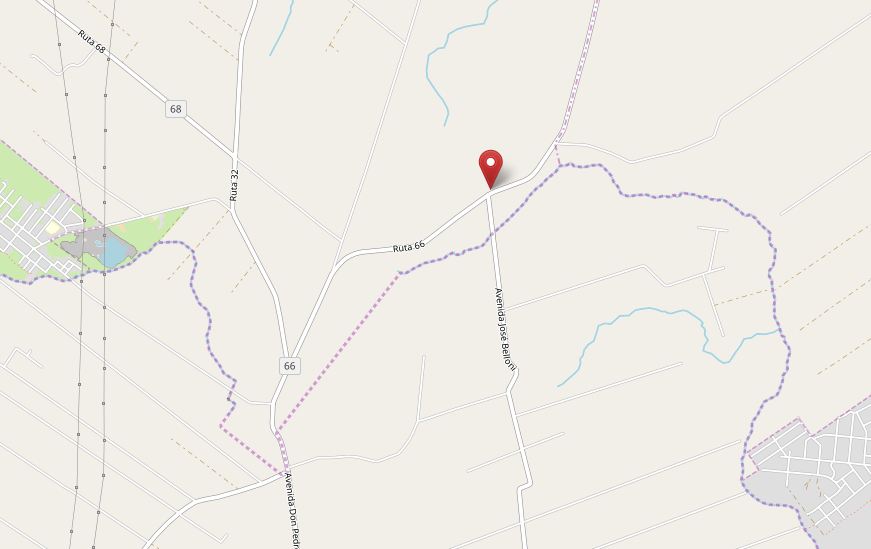 Ruta 68
68
Ruta 32
Ruta 66
Avenida José Belloni
66
Avenida Don Pedro